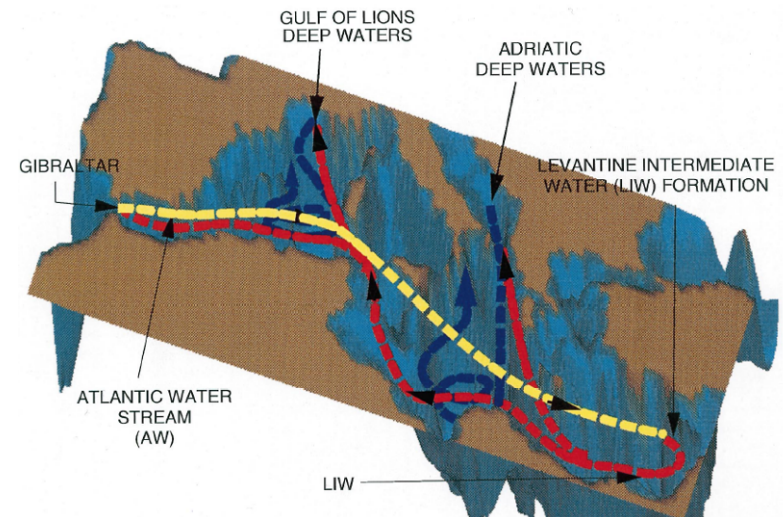 GULF OF LIONS
DEEP WATERS
ADRIATIC
DEEP WATERS
GIBRALTAR
LEVANTINE INTERMEDIATE
WATER (LIW) FORMATION
ATLANTIC WATER
STREAM
(AW)
LIW